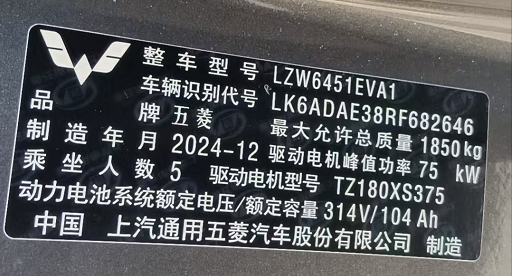 整车型号 LZW6451EVA1
车辆识别代号 LK6ADAE38RF682646
品牌 五菱 最大允许总质量 1850kg
制造年月 2024-12 驱动电机峰值功率 75 kW
乘坐人数 5 驱动电机型号 TZ180XS375
动力电池系统额定电压/额定容量 314V/104 Ah
中国 上汽通用五菱汽车股份有限公司 制造